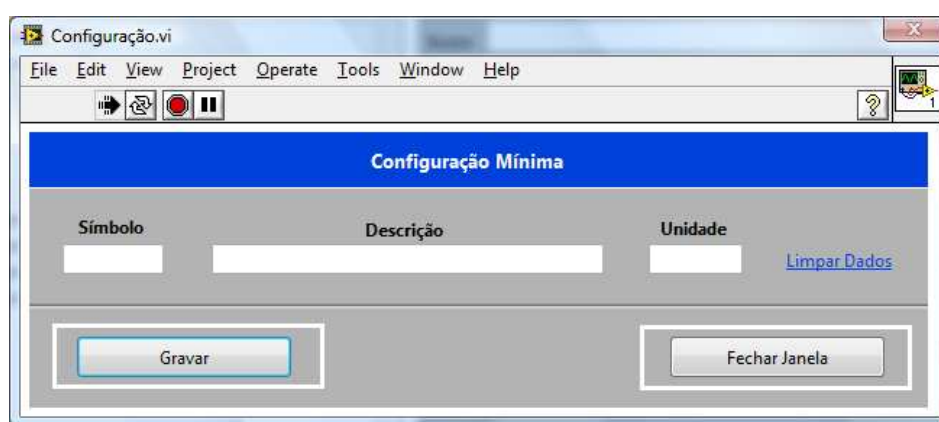 Configuração.vi
File Edit View Project Operate Tools Window Help
1
Configuração Mínima
Símbolo Descrição Unidade
Limpar Dados
Gravar Fechar Janela